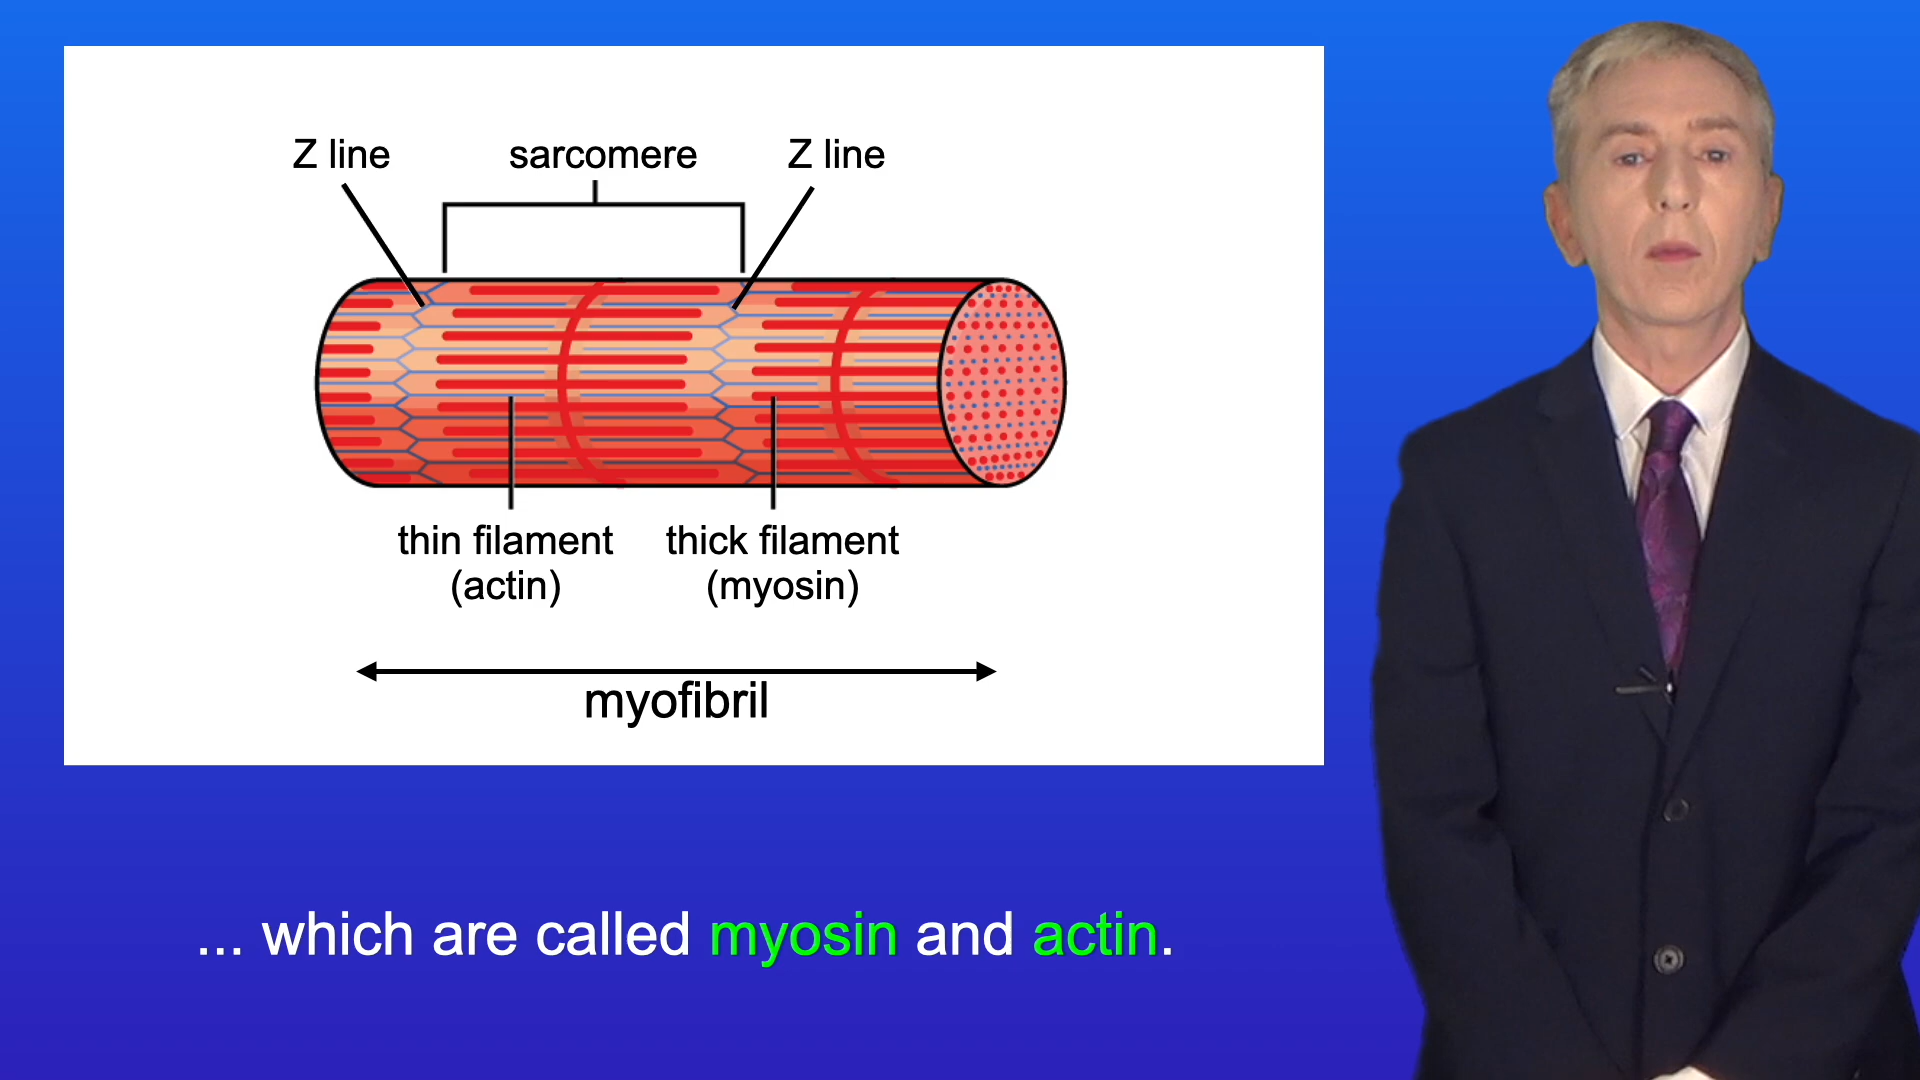 Z line
sarcomere
Z line
thin filament
(actin)
thick filament
(myosin)
myofibril
... which are called myosin and actin.